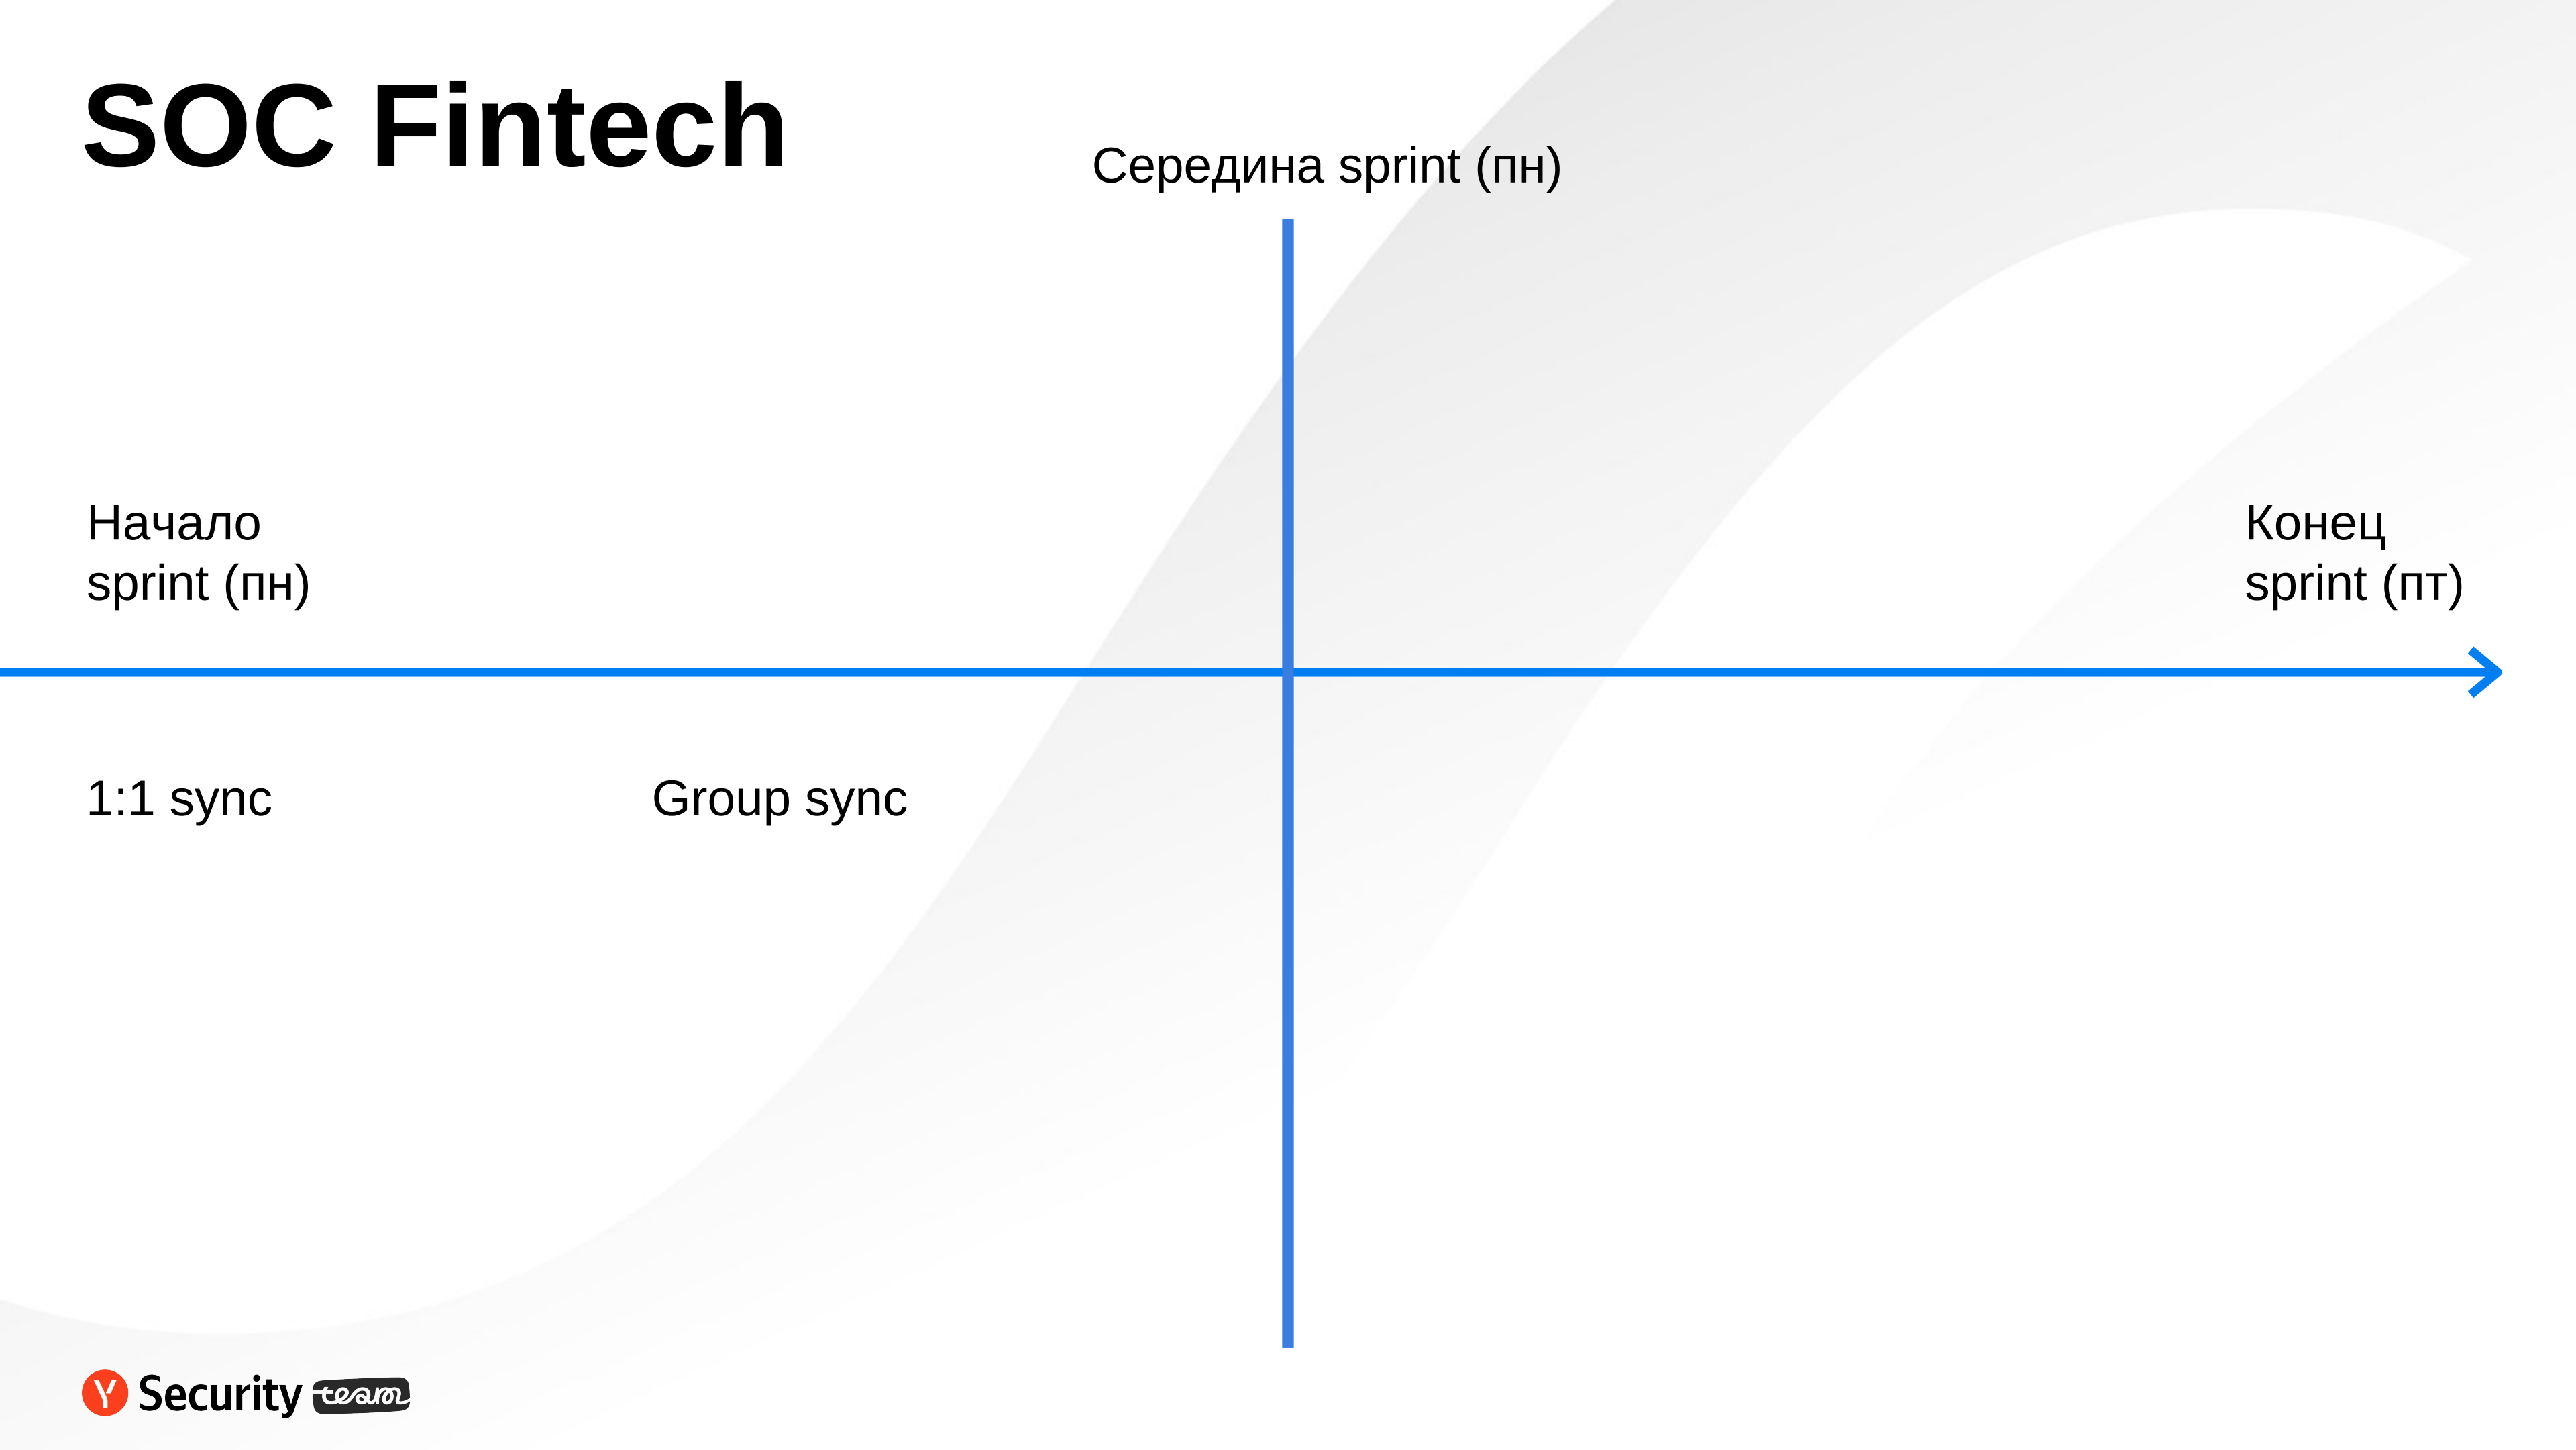 SOC Fintech
Середина sprint (пн)
Начало
sprint (пн)
Конец
sprint (пт)
1:1 sync
Group sync
Y Security team